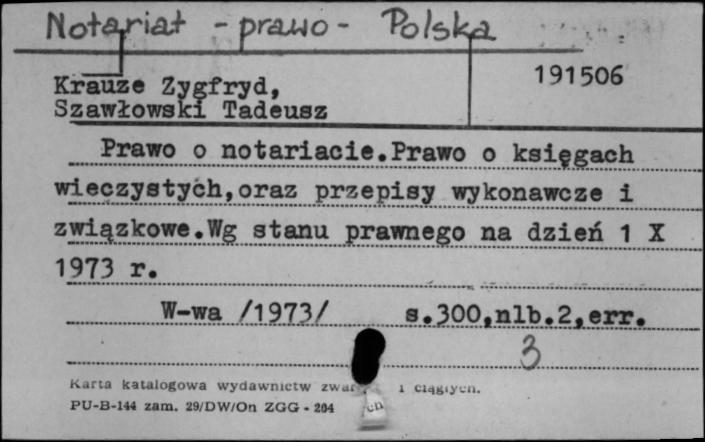 Notariat - prawo - Polska
191506
Krauze Zygfryd,
Szawłowski Tadeusz
Prawo o notariacie.Prawo o księgach
wieczystych,oraz przepisy wykonawcze i
związkowe.Wg stanu prawnego na dzień 1 X
1973 r.
W-wa /1973/ s.300,nlb.2,err.
3
Karta katalogowa wydawnictw i ciągłych.
PU-B-144 zam. 29/DW/On ZGG - 204